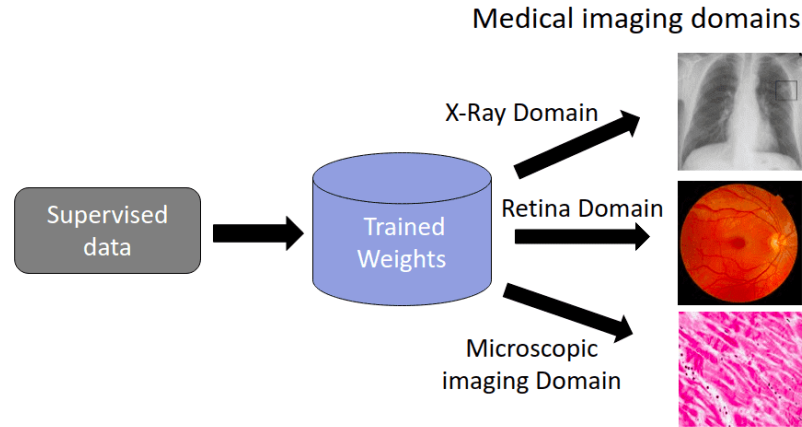 Medical imaging domains
X-Ray Domain
Supervised
data
Trained
Weights
Retina Domain
Microscopic
imaging Domain